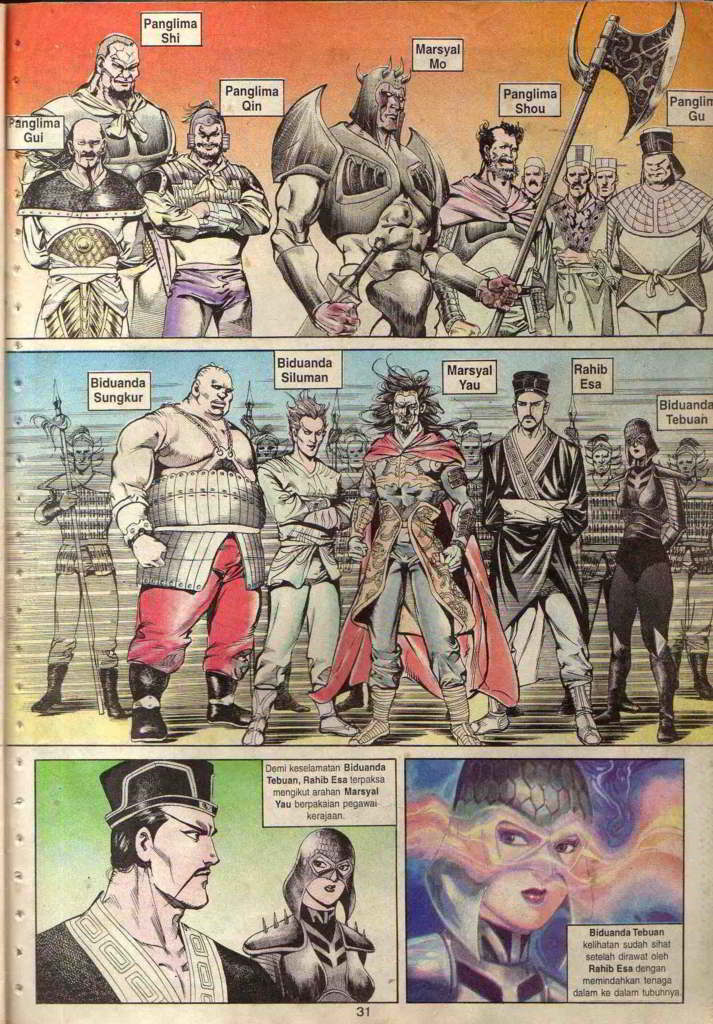 Panglima
Shi
Marsyal
Mo
Panglima
Qin
Panglima
Shou
Panglima
Gui
Gu
Biduanda
Sungkur
Biduanda
Siluman
Marsyal
Yau
Rahib
Esa
Biduanda
Tebuan
Demi keselamatan Biduanda
Tebuan, Rahib Esa terpaksa
mengikut arahan Marsyal
Yau berpakaian pegawai
kerajaan.
Biduanda Tebuan
kelihatan sudah sihat
setelah dirawat oleh
Rahib Esa dengan
memindahkan tenaga
dalam ke dalam tubuhnya.
31